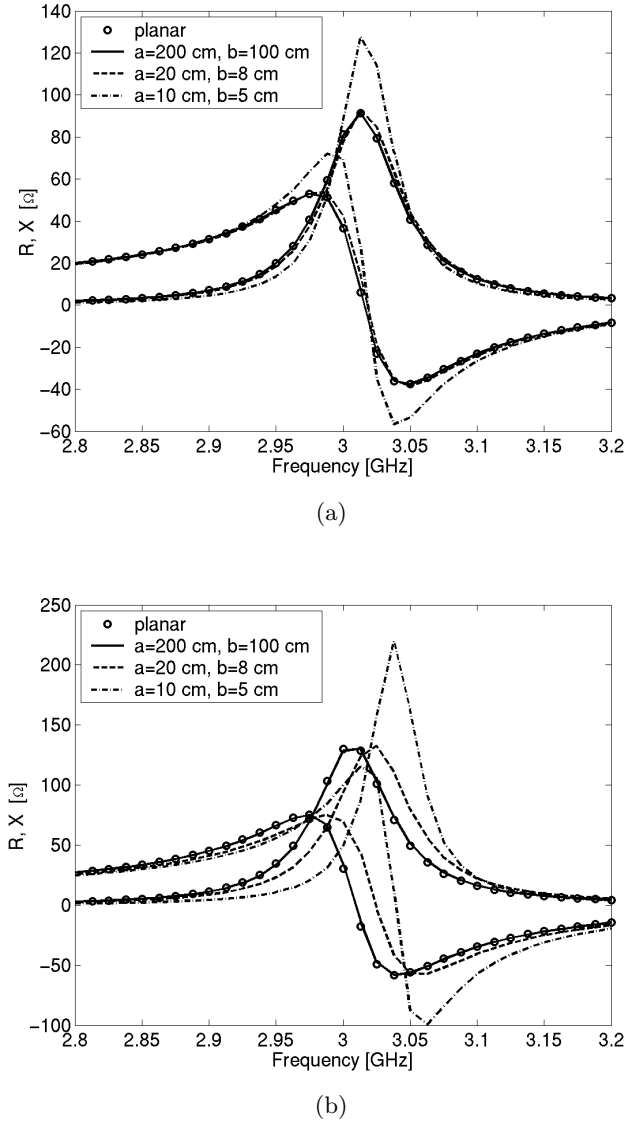 140
120
100
80
60
40
20
0
−20
−40
−60
R, X [Ω]
planar
a=200 cm, b=100 cm
a=20 cm, b=8 cm
a=10 cm, b=5 cm
2.8 2.85 2.9 2.95 3 3.05 3.1 3.15 3.2
Frequency [GHz]
(a)
250
200
150
100
50
0
−50
−100
R, X [Ω]
planar
a=200 cm, b=100 cm
a=20 cm, b=8 cm
a=10 cm, b=5 cm
2.8 2.85 2.9 2.95 3 3.05 3.1 3.15 3.2
Frequency [GHz]
(b)